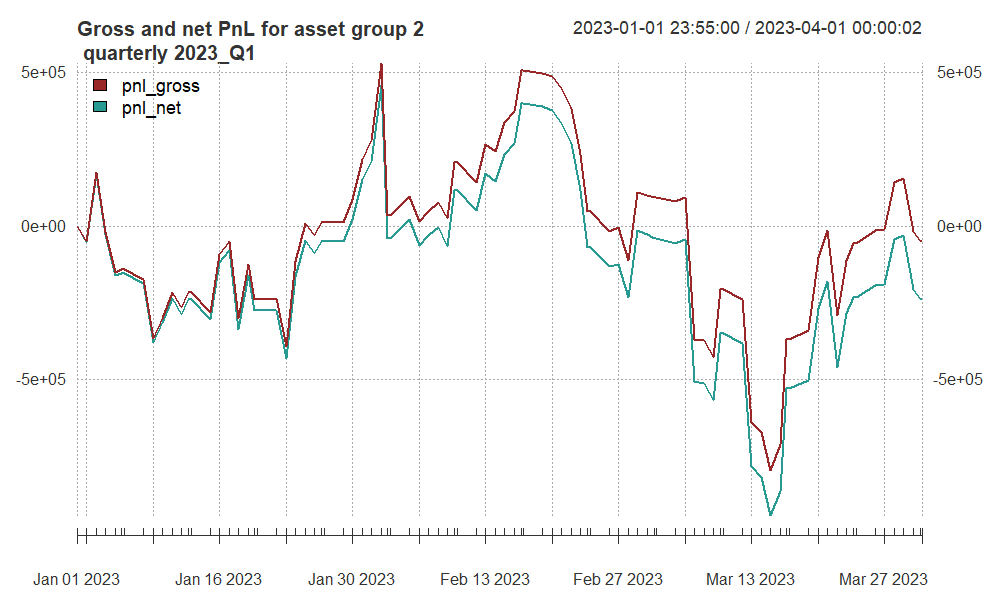 Gross and net PnL for asset group 2
quarterly 2023_Q1
2023-01-01 23:55:00 / 2023-04-01 00:00:02
pnl_gross
pnl_net
5e+05 5e+05
0e+00 0e+00
-5e+05 -5e+05
Jan 01 2023 Jan 16 2023 Jan 30 2023 Feb 13 2023 Feb 27 2023 Mar 13 2023 Mar 27 2023